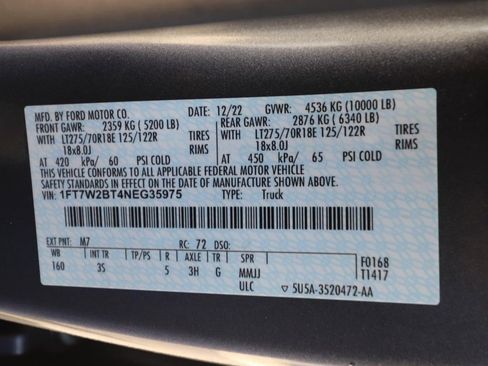 MFD. BY FORD MOTOR CO. 12/22 GVWR: 4536 KG (10000 LB)
FRONT GAWR: 2359 KG (5200 LB) REAR GAWR: 2876 KG (6340 LB)
WITH LT275/70R18E 125/122R TIRES WITH LT275/70R18E 125/122R TIRES
18x8.0J RIMS 18x8.0J RIMS
AT 420 kPa/ 60 PSI COLD AT 450 kPa/ 65 PSI COLD
THIS VEHICLE CONFORMS TO ALL APPLICABLE FEDERAL MOTOR VEHICLE
SAFETY STANDARDS IN EFFECT ON THE DATE OF MANUFACTURE SHOWN ABOVE.
VIN: 1FT7W2BT4NEG35975 TYPE: Truck
EXT PNT: M7 RC: 72 DSO:
WB INT TR TP/PS R AXLE TR SPR F0168
160 3S 5 3H G MMJJ T1417
ULC ▽ 5U5A-3520472-AA